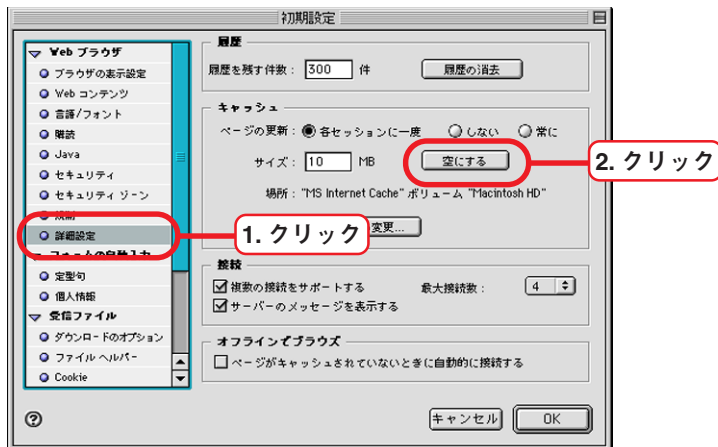 初期設定
Web ブラウザ
ブラウザの表示設定
Web コンテンツ
言語/フォント
購読
Java
セキュリティ
セキュリティ ゾーン
詳細設定
フォームの自動入力
定型句
個人情報
受信ファイル
ダウンロードのオプション
ファイル ヘルパー
Cookie
履歴
履歴を残す件数： 300 件 履歴の消去
キャッシュ
ページの更新： 各セッションに一度 しない 常に
サイズ： 10 MB 空にする
2. クリック
場所： "MS Internet Cache" ボリューム "Macintosh HD"
1. クリック
変更...
接続
複数の接続をサポートする 最大接続数： 4
サーバーのメッセージを表示する
オフラインでブラウズ
ページがキャッシュされていないときに自動的に接続する
キャンセル OK